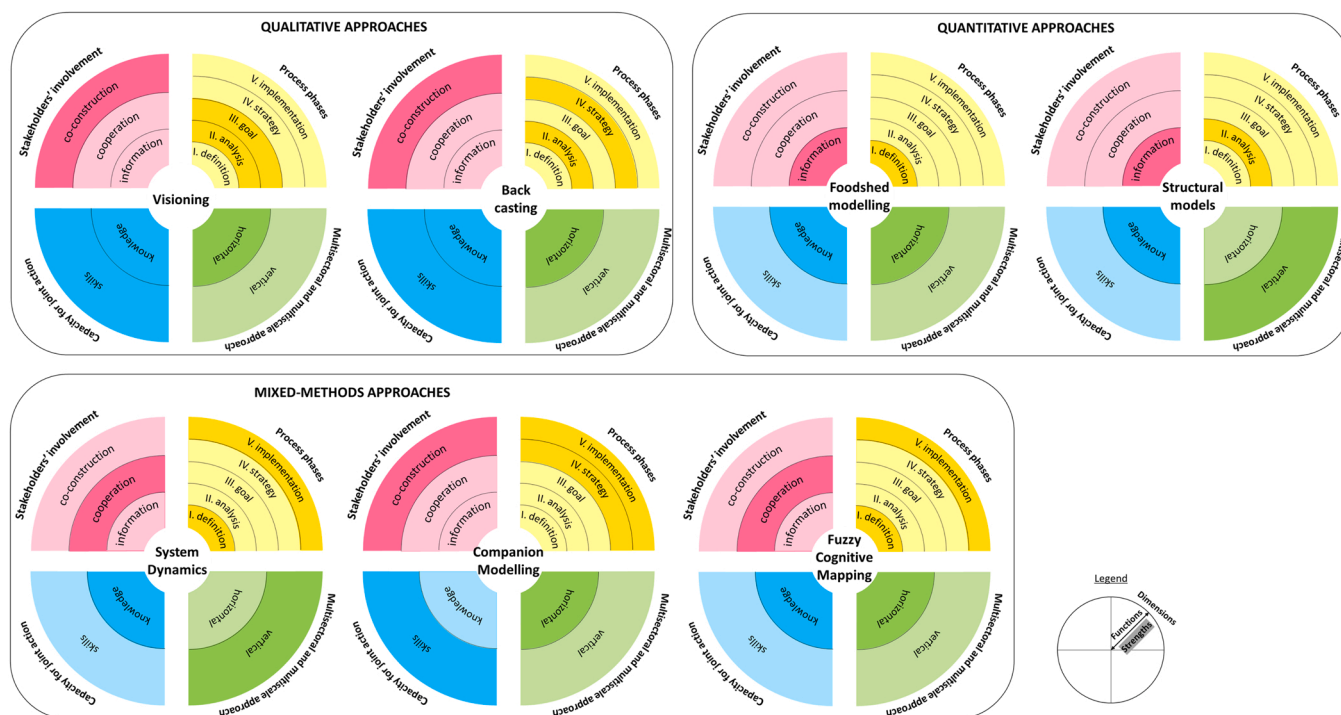 QUALITATIVE APPROACHES
Stakeholders' involvement
co-construction
cooperation
information
Process phases
V. implementation
IV. strategy
III. goal
II. analysis
I. definition
Visioning
Capacity for joint action
skills
knowledge
Multisectoral and multiscale approach
horizontal
vertical
Stakeholders' involvement
co-construction
cooperation
information
Process phases
V. implementation
IV. strategy
III. goal
II. analysis
I. definition
Back
casting
Capacity for joint action
skills
knowledge
Multisectoral and multiscale approach
horizontal
vertical
QUANTITATIVE APPROACHES
Stakeholders' involvement
co-construction
cooperation
information
Process phases
V. implementation
IV. strategy
III. goal
II. analysis
I. definition
Foodshed
modelling
Capacity for joint action
skills
knowledge
Multisectoral and multiscale approach
horizontal
vertical
Stakeholders' involvement
co-construction
cooperation
information
Process phases
V. implementation
IV. strategy
III. goal
II. analysis
I. definition
Structural
models
Capacity for joint action
skills
knowledge
and multiscale approach
horizontal
vertical
MIXED-METHODS APPROACHES
Stakeholders' involvement
co-construction
cooperation
information
Process phases
V. implementation
IV. strategy
III. goal
II. analysis
I. definition
System
Dynamics
Capacity for joint action
skills
knowledge
Multisectoral and multiscale approach
horizontal
vertical
Stakeholders' involvement
co-construction
cooperation
information
Process phases
V. implementation
IV. strategy
III. goal
II. analysis
I. definition
Companion
Modelling
Capacity for joint action
skills
knowledge
Multisectoral and multiscale approach
horizontal
vertical
Stakeholders' involvement
co-construction
cooperation
information
Process phases
V. implementation
IV. strategy
III. goal
II. analysis
I. definition
Fuzzy
Cognitive
Mapping
Capacity for joint action
skills
knowledge
Multisectoral and multiscale approach
horizontal
vertical
Legend
Dimensions
Functions
Strengths